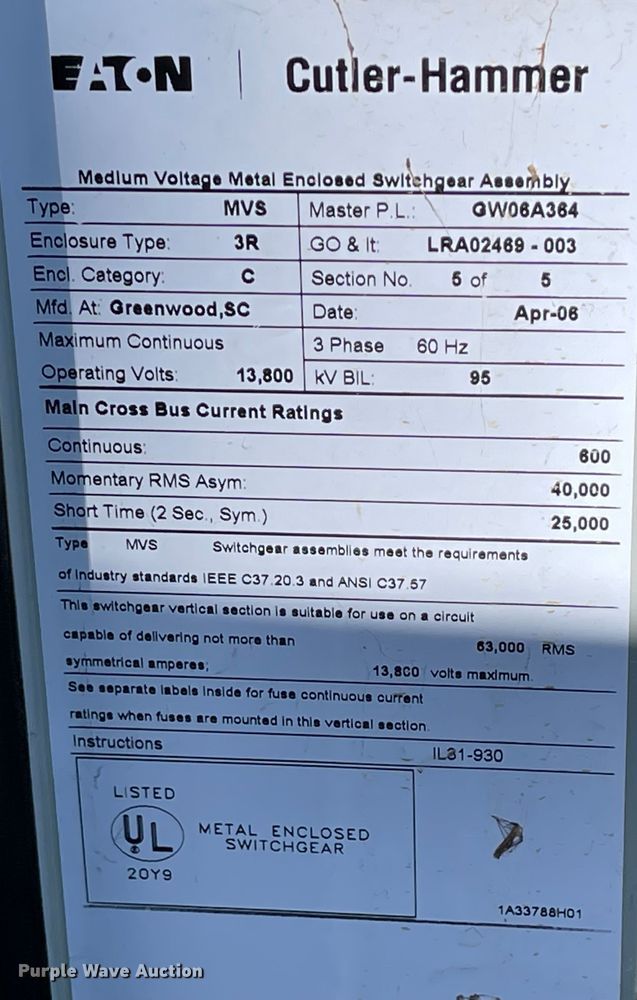 EATON | Cutler-Hammer
Medium Voltage Metal Enclosed Switchgear Assembly
Type: MVS Master P.L.: GW06A364
Enclosure Type: 3R GO & It: LRA02469 - 003
Encl. Category: C Section No. 5 of 5
Mfd. At: Greenwood,SC Date: Apr-06
Maximum Continuous 3 Phase 60 Hz
Operating Volts: 13,800 kV BIL: 95
Main Cross Bus Current Ratings
Continuous: 600
Momentary RMS Asym: 40,000
Short Time (2 Sec., Sym.) 25,000
Type MVS Switchgear assemblies meet the requirements
of Industry standards IEEE C37.20.3 and ANSI C37.57
This switchgear vertical section is suitable for use on a circuit
capable of delivering not more than 63,000 RMS
symmetrical amperes; 13,800 volts maximum.
See separate labels inside for fuse continuous current
ratings when fuses are mounted in this vertical section.
Instructions IL31-930
LISTED
UL METAL ENCLOSED
SWITCHGEAR
20Y9
1A33788H01
Purple Wave Auction